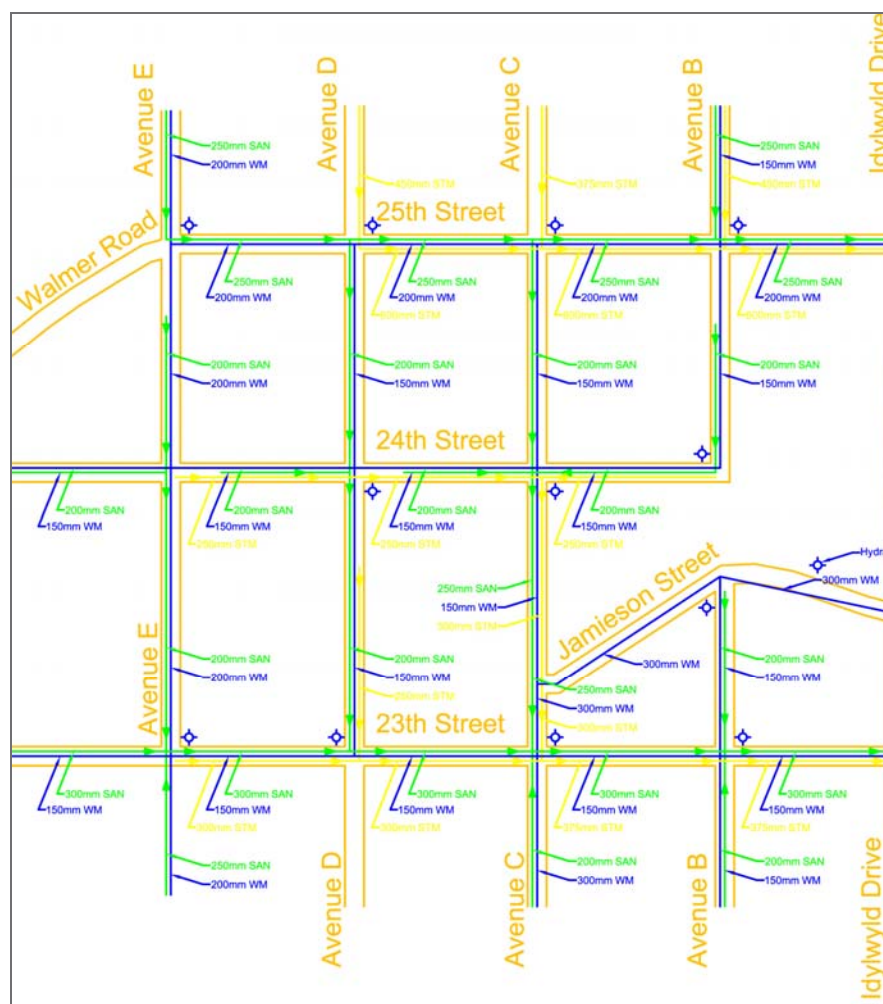 Avenue E
Avenue D
Avenue C
Avenue B
Idylwyld Drive
250mm SAN
200mm WM
450mm STM
375mm STM
250mm SAN
150mm WM
450mm STM
25th Street
Walmer Road
250mm SAN
200mm WM
250mm SAN
200mm WM
600mm STM
250mm SAN
200mm WM
600mm STM
250mm SAN
200mm WM
600mm STM
200mm SAN
200mm WM
200mm SAN
150mm WM
200mm SAN
150mm WM
200mm SAN
150mm WM
24th Street
200mm SAN
150mm WM
200mm SAN
150mm WM
250mm STM
200mm SAN
150mm WM
250mm STM
200mm SAN
150mm WM
250mm STM
Hydr
300mm WM
250mm SAN
150mm WM
300mm STM
Jamieson Street
Avenue E
200mm SAN
200mm WM
200mm SAN
150mm WM
250mm STM
300mm WM
200mm SAN
150mm WM
250mm SAN
300mm WM
300mm STM
23th Street
300mm SAN
150mm WM
300mm SAN
150mm WM
300mm STM
300mm SAN
150mm WM
300mm STM
300mm SAN
150mm WM
375mm STM
300mm SAN
150mm WM
375mm STM
250mm SAN
200mm WM
200mm SAN
300mm WM
200mm SAN
150mm WM
Avenue D
Avenue C
Avenue B
Idylwyld Drive